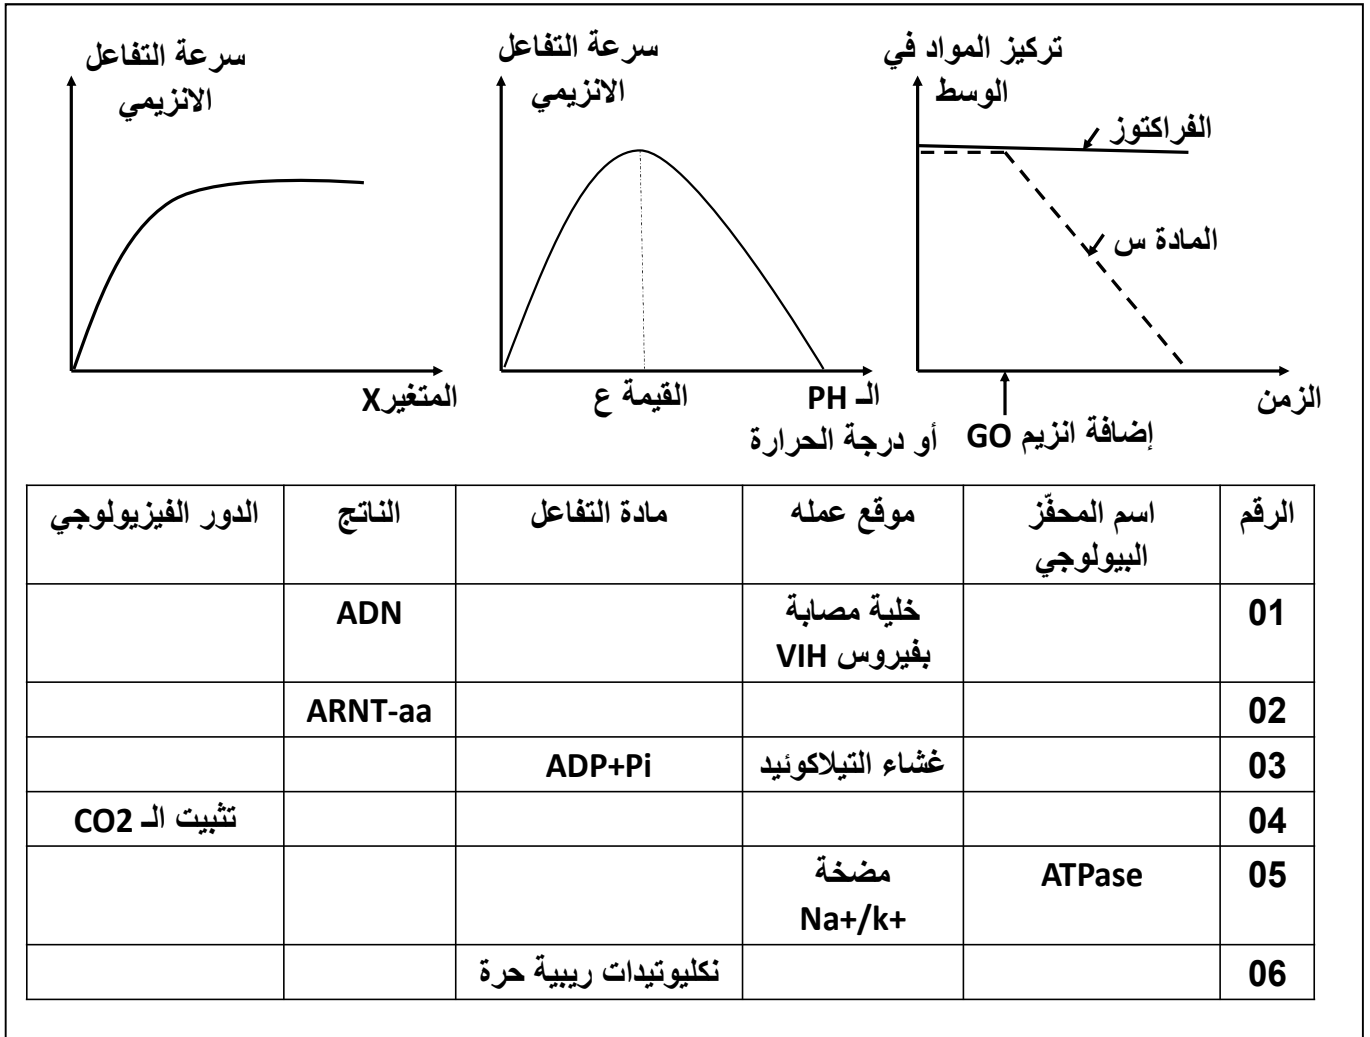 تركيز المواد في
الوسط
الفراكتوز
المادة س
الزمن
إضافة انزيم GO
سرعة التفاعل
الانزيمي
القيمة ع
الـ PH
أو درجة الحرارة
سرعة التفاعل
الانزيمي
المتغيرX
الرقم
اسم المحفّز
البيولوجي
موقع عمله
مادة التفاعل
الناتج
الدور الفيزيولوجي
01
خلية مصابة
بفيروس VIH
ADN
02
ARNT-aa
03
غشاء التيلاكوئيد
ADP+Pi
04
تثبيت الـ CO2
05
ATPase
مضخة
Na+/k+
06
نكليوتيدات ريبية حرة